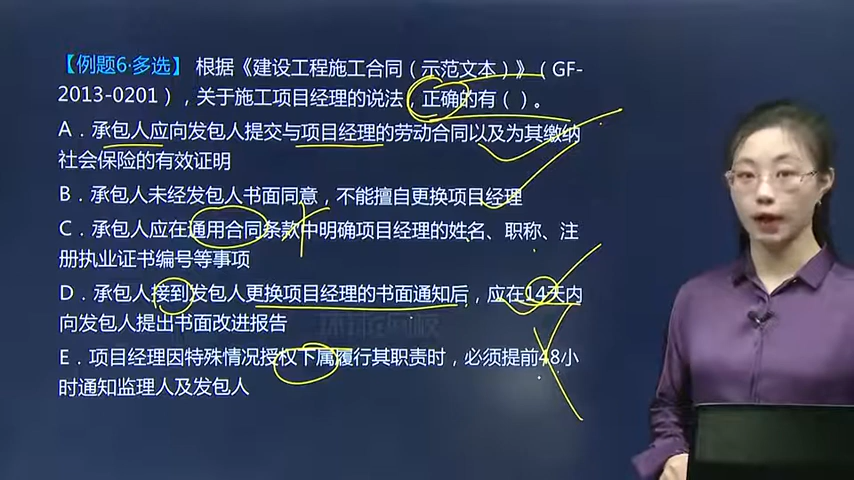 【例题6·多选】 根据《建设工程施工合同（示范文本）》（GF-
2013-0201），关于施工项目经理的说法，正确的有（ ）。
A．承包人应向发包人提交与项目经理的劳动合同以及为其缴纳
社会保险的有效证明
B．承包人未经发包人书面同意，不能擅自更换项目经理
C．承包人应在通用合同条款中明确项目经理的姓名、职称、注
册执业证书编号等事项
D．承包人接到发包人更换项目经理的书面通知后，应在14天内
向发包人提出书面改进报告
E．项目经理因特殊情况授权下属履行其职责时，必须提前48小
时通知监理人及发包人